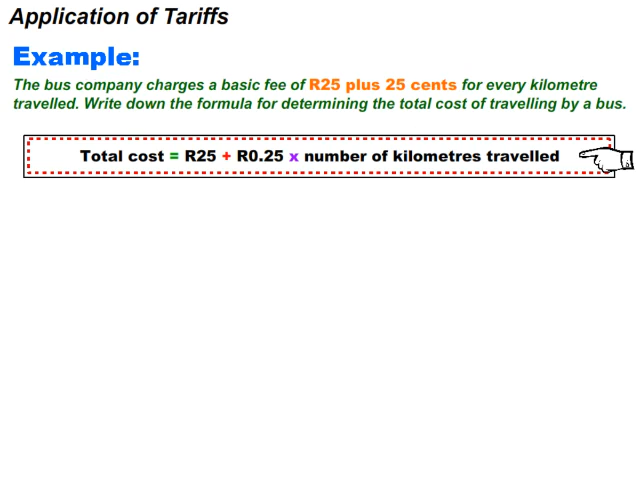 Application of Tariffs
Example:
The bus company charges a basic fee of R25 plus 25 cents for every kilometre
travelled. Write down the formula for determining the total cost of travelling by a bus.
Total cost = R25 + R0.25 x number of kilometres travelled